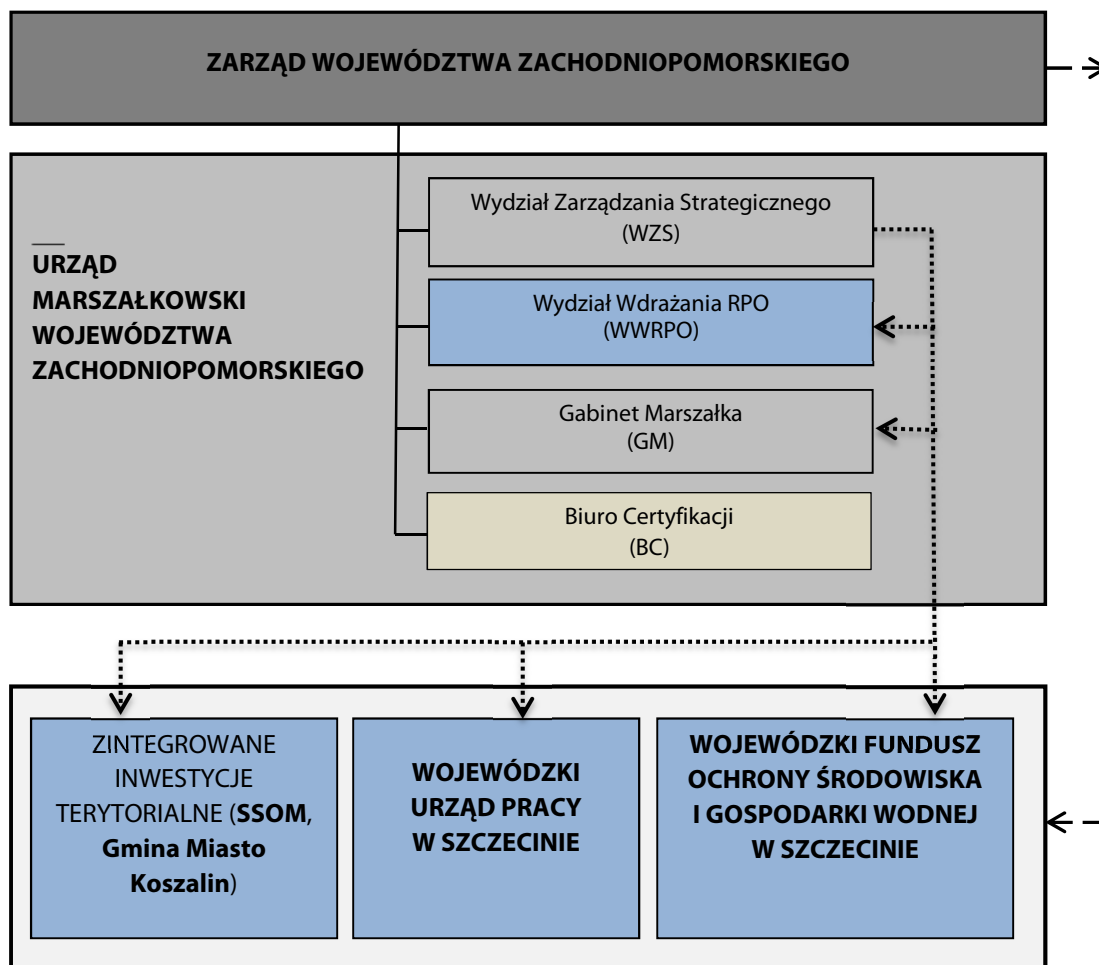 ZARZĄD WOJEWÓDZTWA ZACHODNIOPOMORSKIEGO
URZĄD
MARSZAŁKOWSKI
WOJEWÓDZTWA
ZACHODNIOPOMORSKIEGO
Wydział Zarządzania Strategicznego
(WZS)
Wydział Wdrażania RPO
(WWRPO)
Gabinet Marszałka
(GM)
Biuro Certyfikacji
(BC)
ZINTEGROWANE
INWESTYCJE
TERYTORIALNE (SSOM,
Gmina Miasto
Koszalin)
WOJEWÓDZKI
URZĄD PRACY
W SZCZECINIE
WOJEWÓDZKI FUNDUSZ
OCHRONY ŚRODOWISKA
I GOSPODARKI WODNEJ
W SZCZECINIE